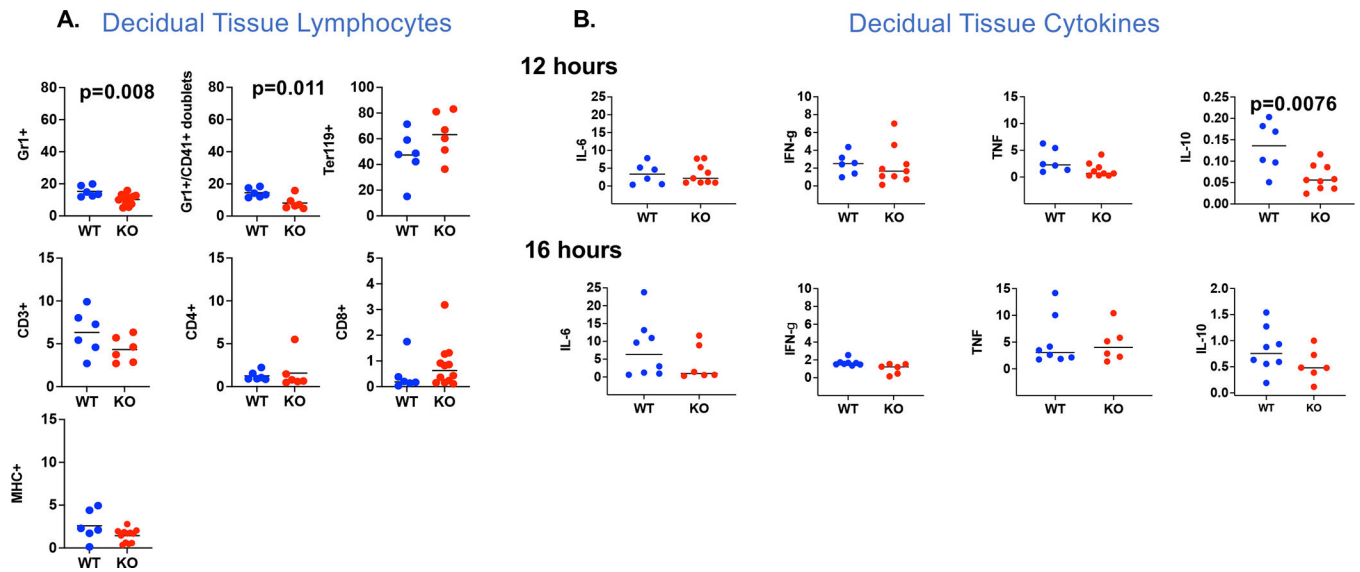 A. Decidual Tissue Lymphocytes
Gr1+
80
60
40
20
0
p=0.008
WT KO
Gr1+/CD41+ doublets
80
60
40
20
0
p=0.011
WT KO
Ter119+
100
80
60
40
20
0
WT KO
CD3+
15
10
5
0
WT KO
CD4+
15
10
5
0
WT KO
CD8+
5
4
3
2
1
0
WT KO
MHC+
15
10
5
0
WT KO
B. Decidual Tissue Cytokines
12 hours
IL-6
25
20
15
10
5
0
WT KO
IFN-g
10
8
6
4
2
0
WT KO
TNF
15
10
5
0
WT KO
IL-10
0.25
0.20
0.15
0.10
0.05
0.00
p=0.0076
WT KO
16 hours
IL-6
25
20
15
10
5
0
WT KO
IFN-g
10
8
6
4
2
0
WT KO
TNF
15
10
5
0
WT KO
IL-10
2.0
1.5
1.0
0.5
0.0
WT KO